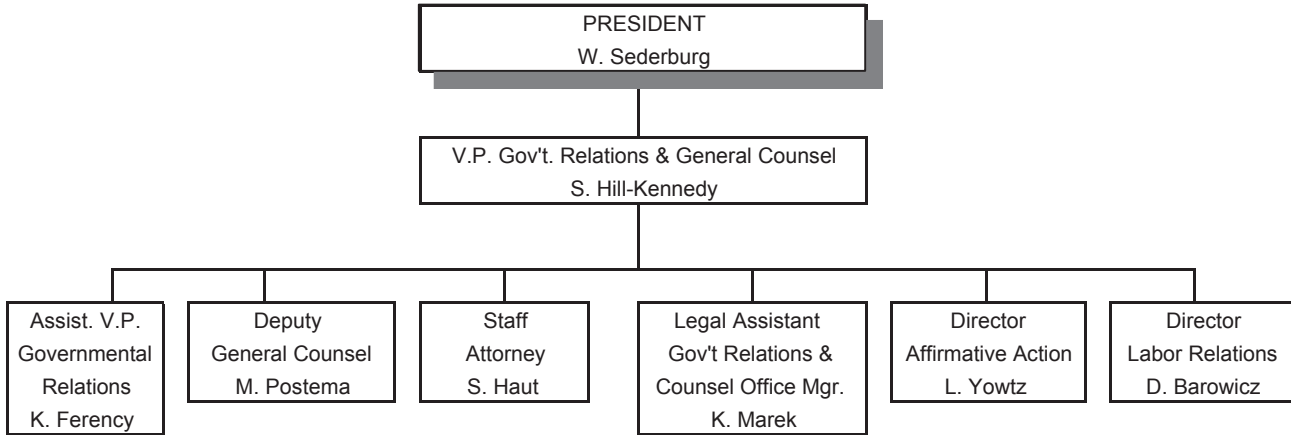 PRESIDENT
W. Sederburg
V.P. Gov't. Relations & General Counsel
S. Hill-Kennedy
Assist. V.P.
Governmental
Relations
K. Ferency
Deputy
General Counsel
M. Postema
Staff
Attorney
S. Haut
Legal Assistant
Gov't Relations &
Counsel Office Mgr.
K. Marek
Director
Affirmative Action
L. Yowtz
Director
Labor Relations
D. Barowicz